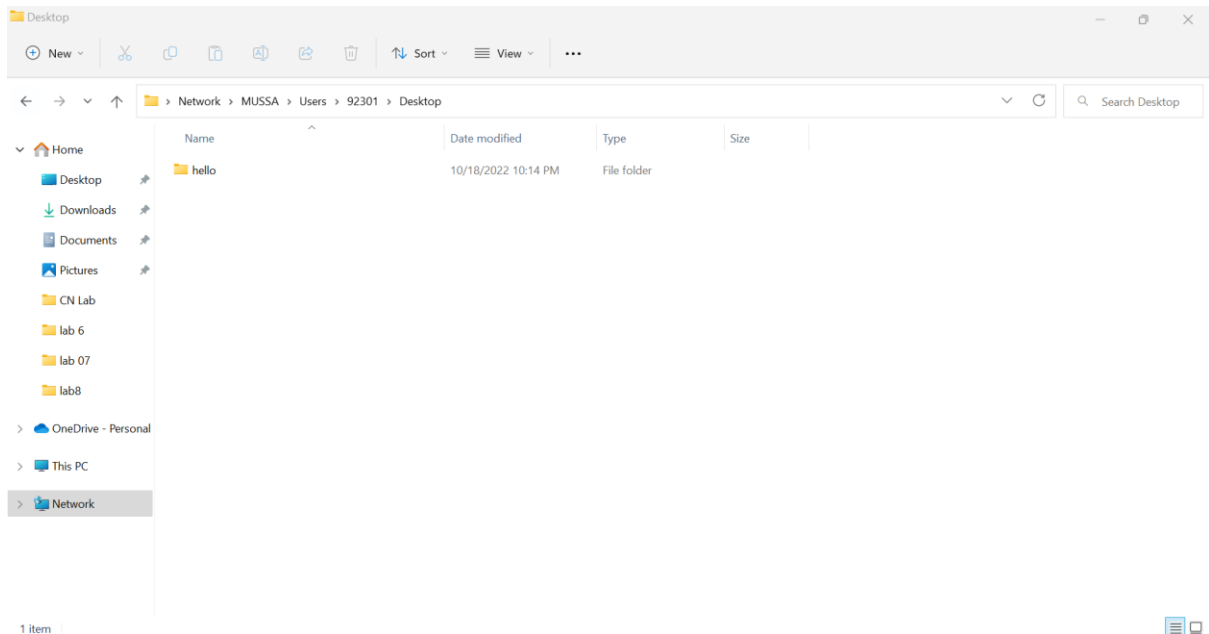 Desktop
New
Sort
View
Network > MUSSA > Users > 92301 > Desktop
Search Desktop
Name
Date modified
Type
Size
hello
10/18/2022 10:14 PM
File folder
Home
Desktop
Downloads
Documents
Pictures
CN Lab
lab 6
lab 07
lab8
OneDrive - Personal
This PC
Network
1 item